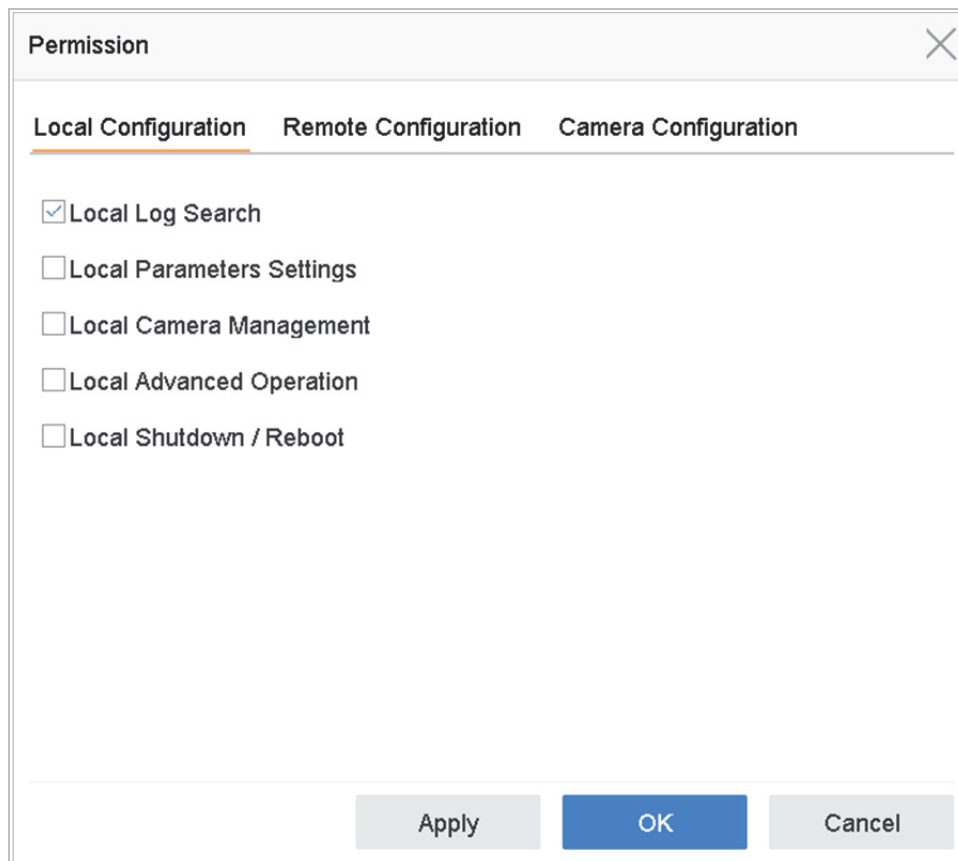 Permission
Local Configuration Remote Configuration Camera Configuration
Local Log Search
Local Parameters Settings
Local Camera Management
Local Advanced Operation
Local Shutdown / Reboot
Apply OK Cancel